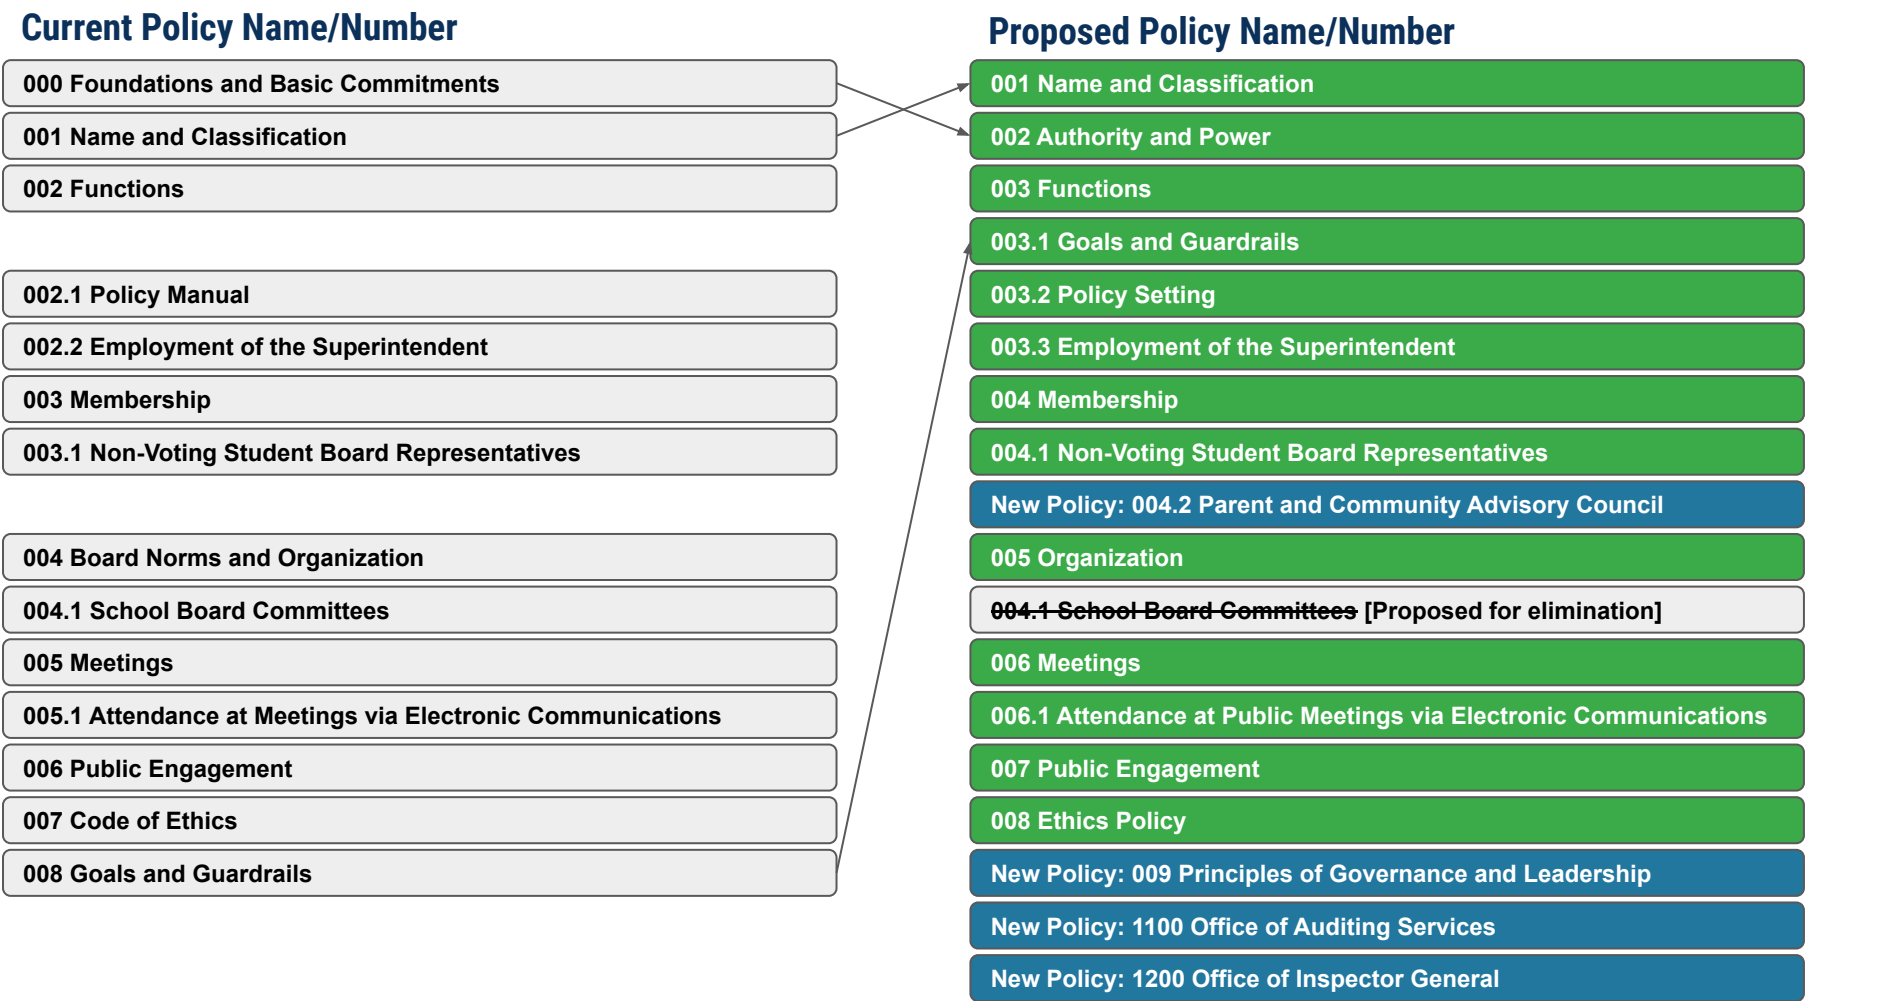 Current Policy Name/Number
000 Foundations and Basic Commitments
001 Name and Classification
002 Functions
002.1 Policy Manual
002.2 Employment of the Superintendent
003 Membership
003.1 Non-Voting Student Board Representatives
004 Board Norms and Organization
004.1 School Board Committees
005 Meetings
005.1 Attendance at Meetings via Electronic Communications
006 Public Engagement
007 Code of Ethics
008 Goals and Guardrails
Proposed Policy Name/Number
001 Name and Classification
002 Authority and Power
003 Functions
003.1 Goals and Guardrails
003.2 Policy Setting
003.3 Employment of the Superintendent
004 Membership
004.1 Non-Voting Student Board Representatives
New Policy: 004.2 Parent and Community Advisory Council
005 Organization
004.1 School Board Committees [Proposed for elimination]
006 Meetings
006.1 Attendance at Public Meetings via Electronic Communications
007 Public Engagement
008 Ethics Policy
New Policy: 009 Principles of Governance and Leadership
New Policy: 1100 Office of Auditing Services
New Policy: 1200 Office of Inspector General